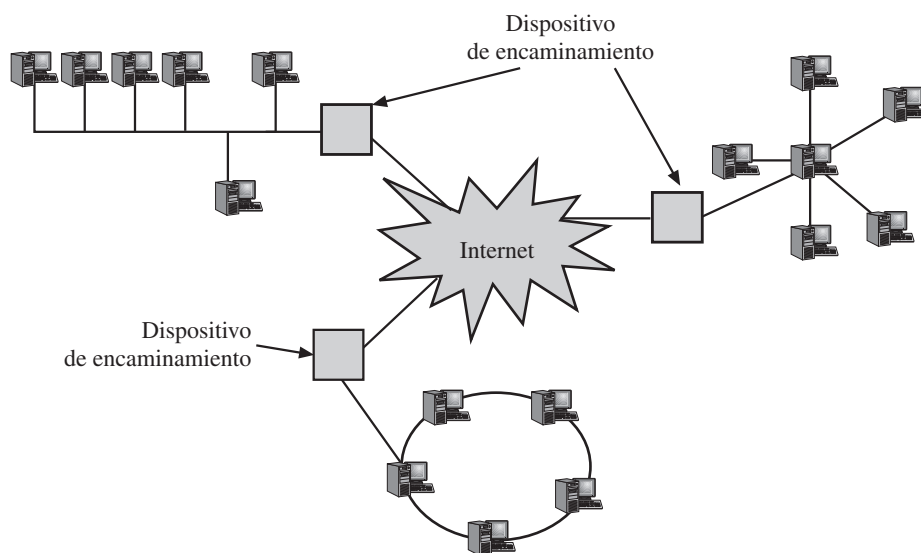 Dispositivo
de encaminamiento
Internet
Dispositivo
de encaminamiento